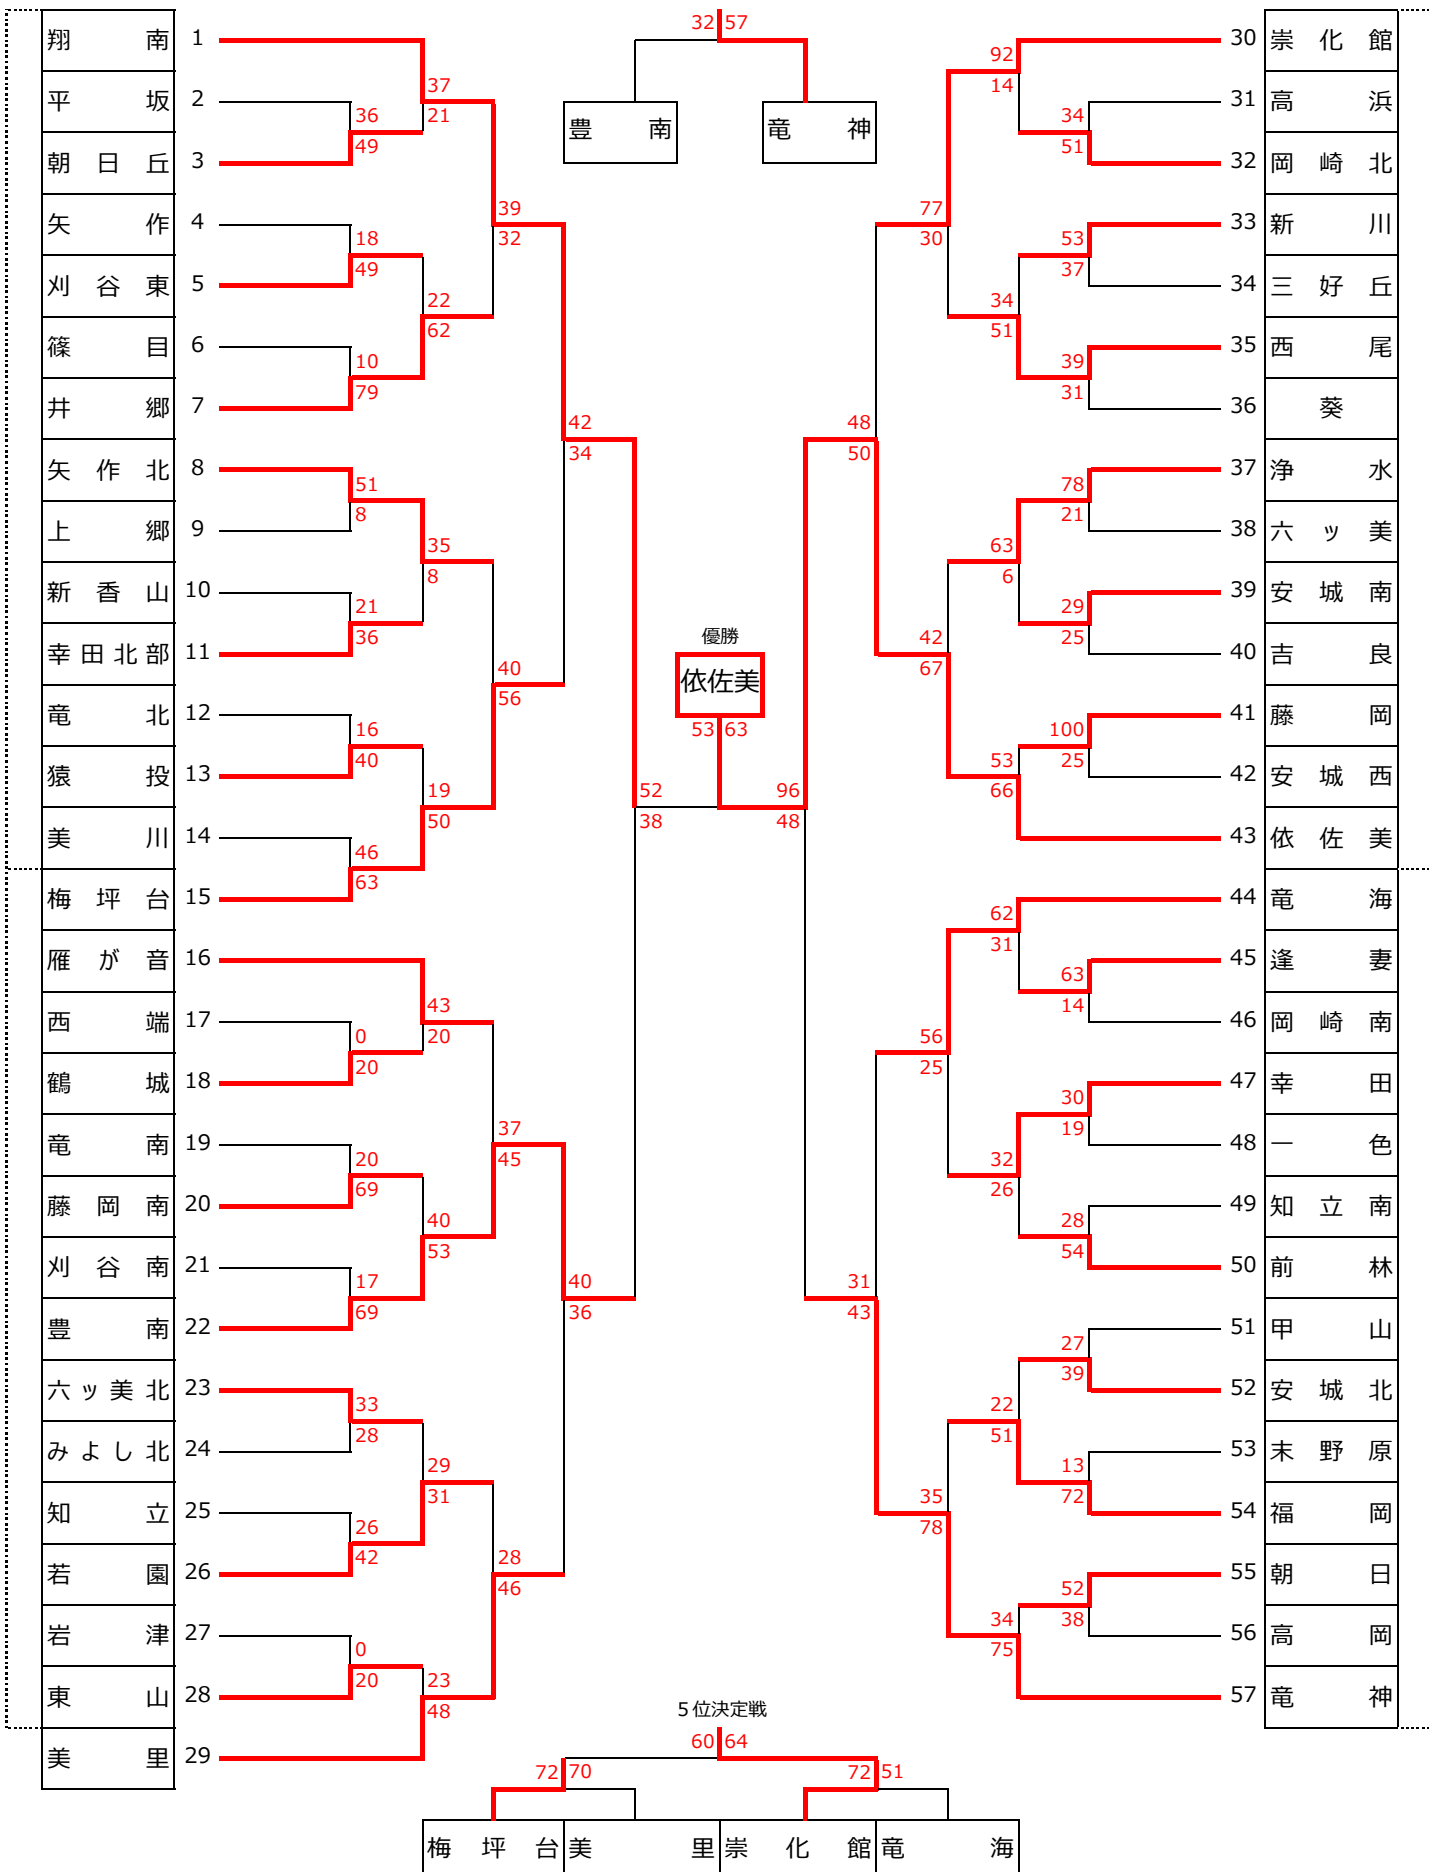 32 57
翔南 1
30 崇化館
92
37
14
平坂 2
31 高浜
21
36
34
豊南
竜神
49
51
朝日丘 3
32 岡崎北
39
77
矢作 4
33 新川
18
32
30
53
49
37
刈谷東 5
34 三好丘
22
34
62
51
篠目 6
35 西尾
10
39
79
31
井郷 7
36 葵
42
48
34
50
矢作北 8
37 浄水
51
78
8
21
上郷 9
38 六ッ美
35
63
8
6
新香山 10
39 安城南
21
29
36
25
優勝
42
幸田北部 11
40 吉良
40
67
依佐美
56
竜北 12
41 藤岡
16
53 63
100
40
53
25
猿投 13
42 安城西
19
52
96
66
50
38
48
美川 14
43 依佐美
46
63
梅坪台 15
44 竜海
62
31
雁が音 16
45 逢妻
43
63
14
西端 17
46 岡崎南
0
20
56
20
25
鶴城 18
47 幸田
30
37
19
竜南 19
48 一色
20
45
32
69
26
藤岡南 20
49 知立南
40
28
53
54
刈谷南 21
50 前林
17
40
31
69
36
43
豊南 22
51 甲山
27
39
六ッ美北 23
52 安城北
33
22
28
51
みよし北 24
53 末野原
29
13
31
35
72
知立 25
54 福岡
26
78
42
28
若園 26
55 朝日
46
52
34
38
岩津 27
56 高岡
0
75
20
23
東山 28
57 竜神
48
5位決定戦
60 64
美里 29
72 70
72 51
梅坪台 美里 崇化館 竜海